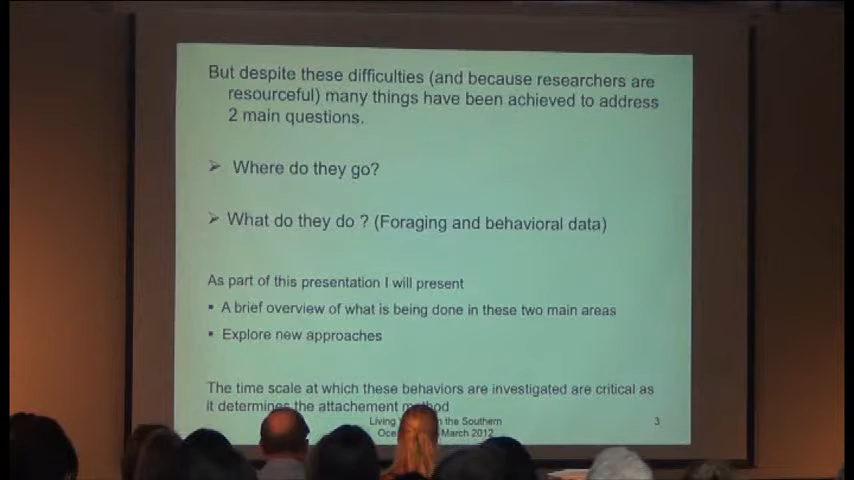 But despite these difficulties (and because researchers are
resourceful) many things have been achieved to address
2 main questions.
➢ Where do they go?
➢ What do they do ? (Foraging and behavioral data)
As part of this presentation I will present
▪ A brief overview of what is being done in these two main areas
▪ Explore new approaches
The time scale at which these behaviors are investigated are critical as
it determines the attachement method
Living the Southern
March 2012
3